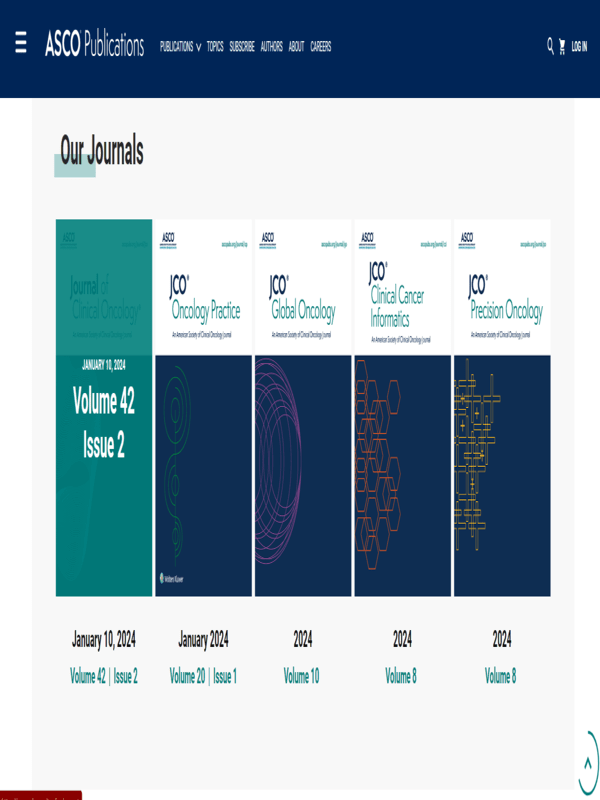 ASCO® Publications
PUBLICATIONS TOPICS SUBSCRIBE AUTHORS ABOUT CAREERS
LOG IN
Our Journals
ASCO
Journal of
Clinical Oncology®
An American Society of Clinical Oncology Journal
JANUARY 10, 2024
Volume 42
Issue 2
ASCO
ascopubs.org/journal/op
JCO®
Oncology Practice
An American Society of Clinical Oncology Journal
Wolters Kluwer
ASCO
ascopubs.org/journal/go
JCO®
Global Oncology
An American Society of Clinical Oncology Journal
ASCO
ascopubs.org/journal/cci
JCO®
Clinical Cancer
Informatics
An American Society of Clinical Oncology Journal
ASCO
ascopubs.org/journal/po
JCO®
Precision Oncology
An American Society of Clinical Oncology Journal
January 10, 2024
Volume 42 | Issue 2
January 2024
Volume 20 | Issue 1
2024
Volume 10
2024
Volume 8
2024
Volume 8